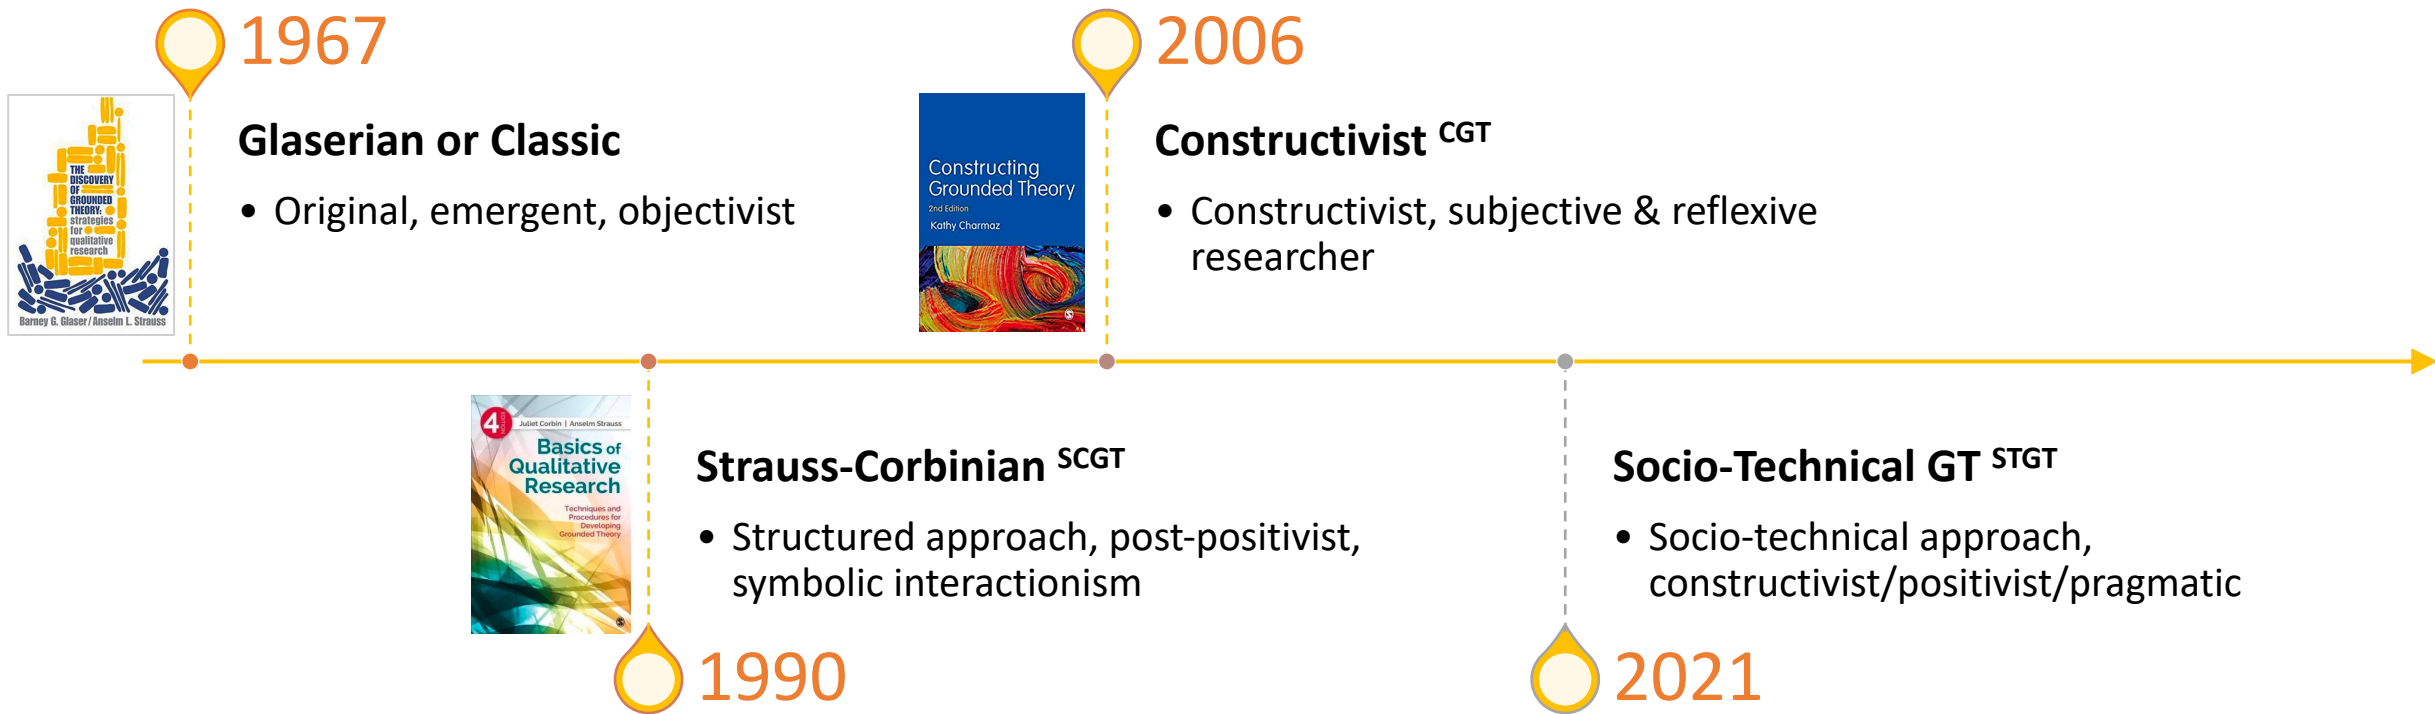 1967
THE
DISCOVERY
OF
GROUNDED
THEORY:
strategies
for
qualitative
research
Barney G. Glaser / Anselm L. Strauss
Glaserian or Classic
• Original, emergent, objectivist
2006
Constructing
Grounded Theory
2nd Edition
Kathy Charmaz
Constructivist CGT
• Constructivist, subjective & reflexive
researcher
4
Juliet Corbin | Anselm Strauss
Basics of
Qualitative
Research
Techniques and
Procedures for
Developing
Grounded Theory
Strauss-Corbinian SCGT
• Structured approach, post-positivist,
symbolic interactionism
1990
Socio-Technical GT STGT
• Socio-technical approach,
constructivist/positivist/pragmatic
2021